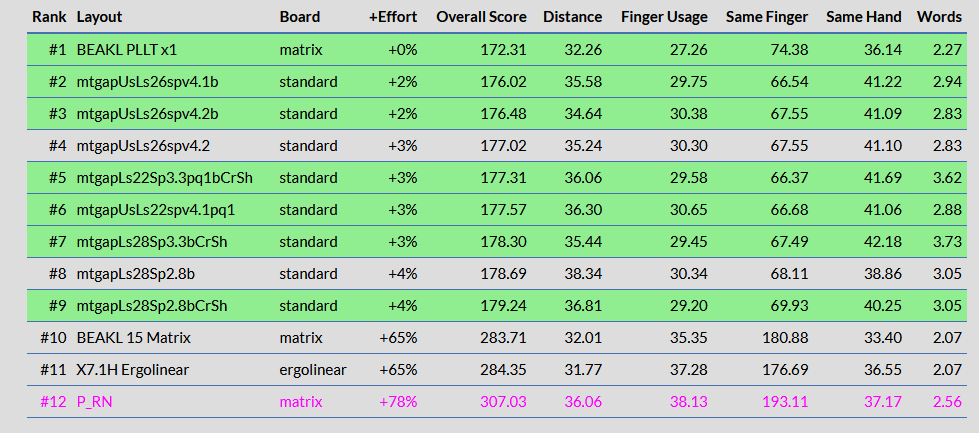 Rank Layout Board +Effort Overall Score Distance Finger Usage Same Finger Same Hand Words
#1 BEAKL PLLT x1 matrix +0% 172.31 32.26 27.26 74.38 36.14 2.27
#2 mtgapUsLs26spv4.1b standard +2% 176.02 35.58 29.75 66.54 41.22 2.94
#3 mtgapUsLs26spv4.2b standard +2% 176.48 34.64 30.38 67.55 41.09 2.83
#4 mtgapUsLs26spv4.2 standard +3% 177.02 35.24 30.30 67.55 41.10 2.83
#5 mtgapLs22Sp3.3pq1bCrSh standard +3% 177.31 36.06 29.58 66.37 41.69 3.62
#6 mtgapUsLs22spv4.1pq1 standard +3% 177.57 36.30 30.65 66.68 41.06 2.88
#7 mtgapLs28Sp3.3bCrSh standard +3% 178.30 35.44 29.45 67.49 42.18 3.73
#8 mtgapLs28Sp2.8b standard +4% 178.69 38.34 30.34 68.11 38.86 3.05
#9 mtgapLs28Sp2.8bCrSh standard +4% 179.24 36.81 29.20 69.93 40.25 3.05
#10 BEAKL 15 Matrix matrix +65% 283.71 32.01 35.35 180.88 33.40 2.07
#11 X7.1H Ergolinear ergolinear +65% 284.35 31.77 37.28 176.69 36.55 2.07
#12 P_RN matrix +78% 307.03 36.06 38.13 193.11 37.17 2.56